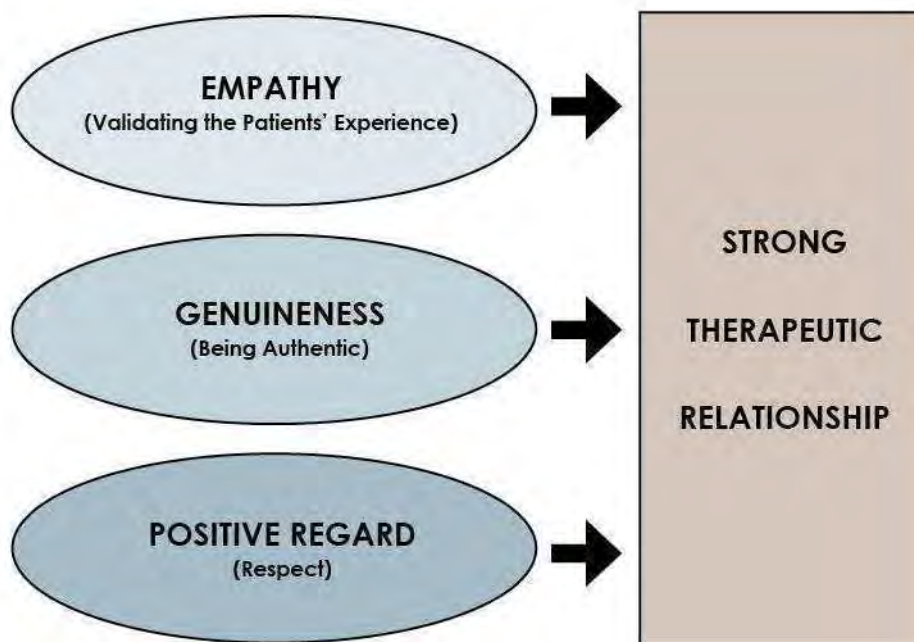 EMPATHY
(Validating the Patients' Experience)
GENUINENESS
(Being Authentic)
POSITIVE REGARD
(Respect)
STRONG
THERAPEUTIC
RELATIONSHIP